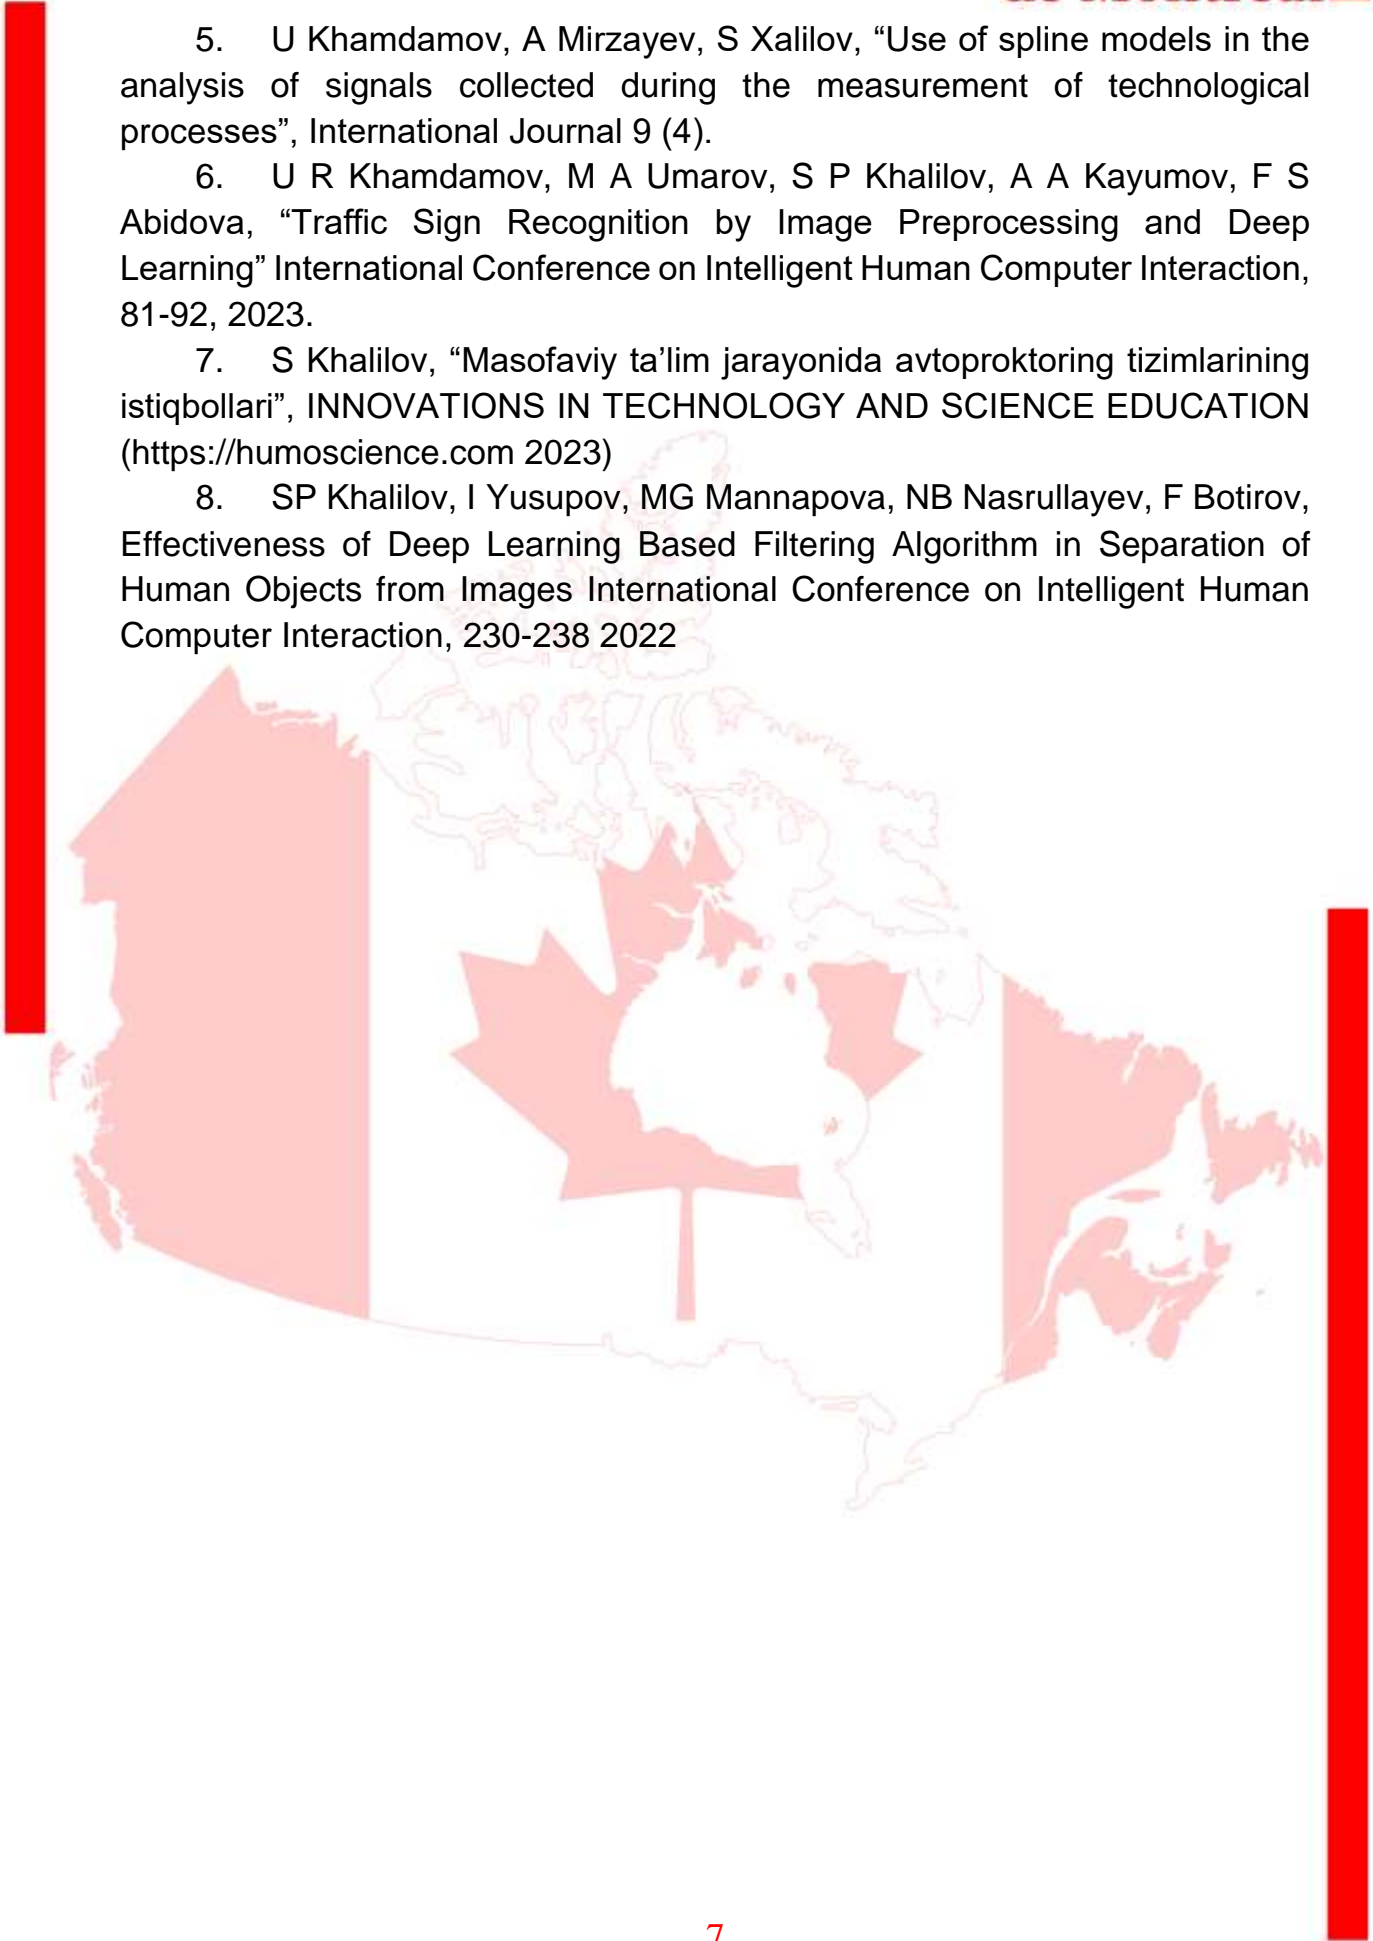 5. U Khamdamov, A Mirzayev, S Xalilov, “Use of spline models in the
analysis of signals collected during the measurement of technological
processes”, International Journal 9 (4).
6. U R Khamdamov, M A Umarov, S P Khalilov, A A Kayumov, F S
Abidova, “Traffic Sign Recognition by Image Preprocessing and Deep
Learning” International Conference on Intelligent Human Computer Interaction,
81-92, 2023.
7. S Khalilov, “Masofaviy ta’lim jarayonida avtoproktoring tizimlarining
istiqbollari”, INNOVATIONS IN TECHNOLOGY AND SCIENCE EDUCATION
(https://humoscience.com 2023)
8. SP Khalilov, I Yusupov, MG Mannapova, NB Nasrullayev, F Botirov,
Effectiveness of Deep Learning Based Filtering Algorithm in Separation of
Human Objects from Images International Conference on Intelligent Human
Computer Interaction, 230-238 2022
7